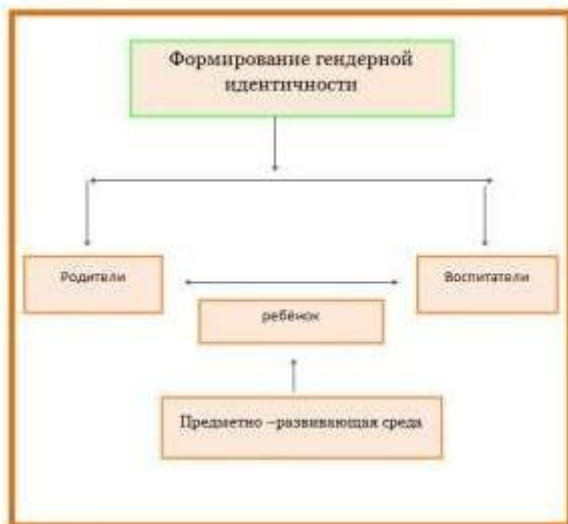 Формирование гендерной
идентичности
Родители
Воспитатели
ребёнок
Предметно –развивающая среда